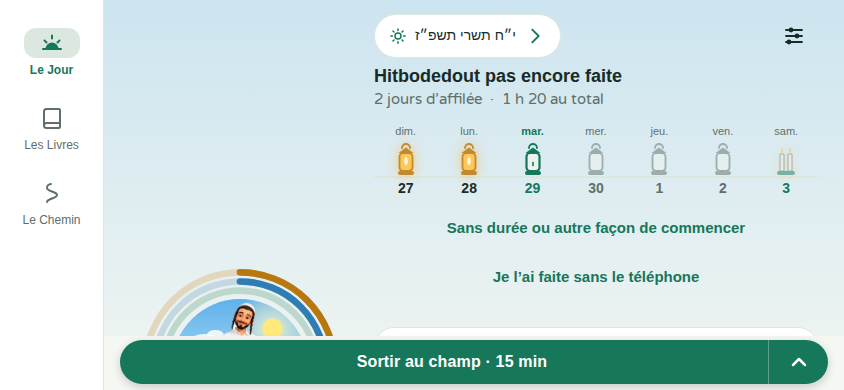 Le Jour
Les Livres
Le Chemin
י״ח תשרי תשפ״ז
Hitbodedout pas encore faite
2 jours d’affilée · 1 h 20 au total
dim. lun. mar. mer. jeu. ven. sam.
27 28 29 30 1 2 3
Sans durée ou autre façon de commencer
Je l’ai faite sans le téléphone
Sortir au champ · 15 min